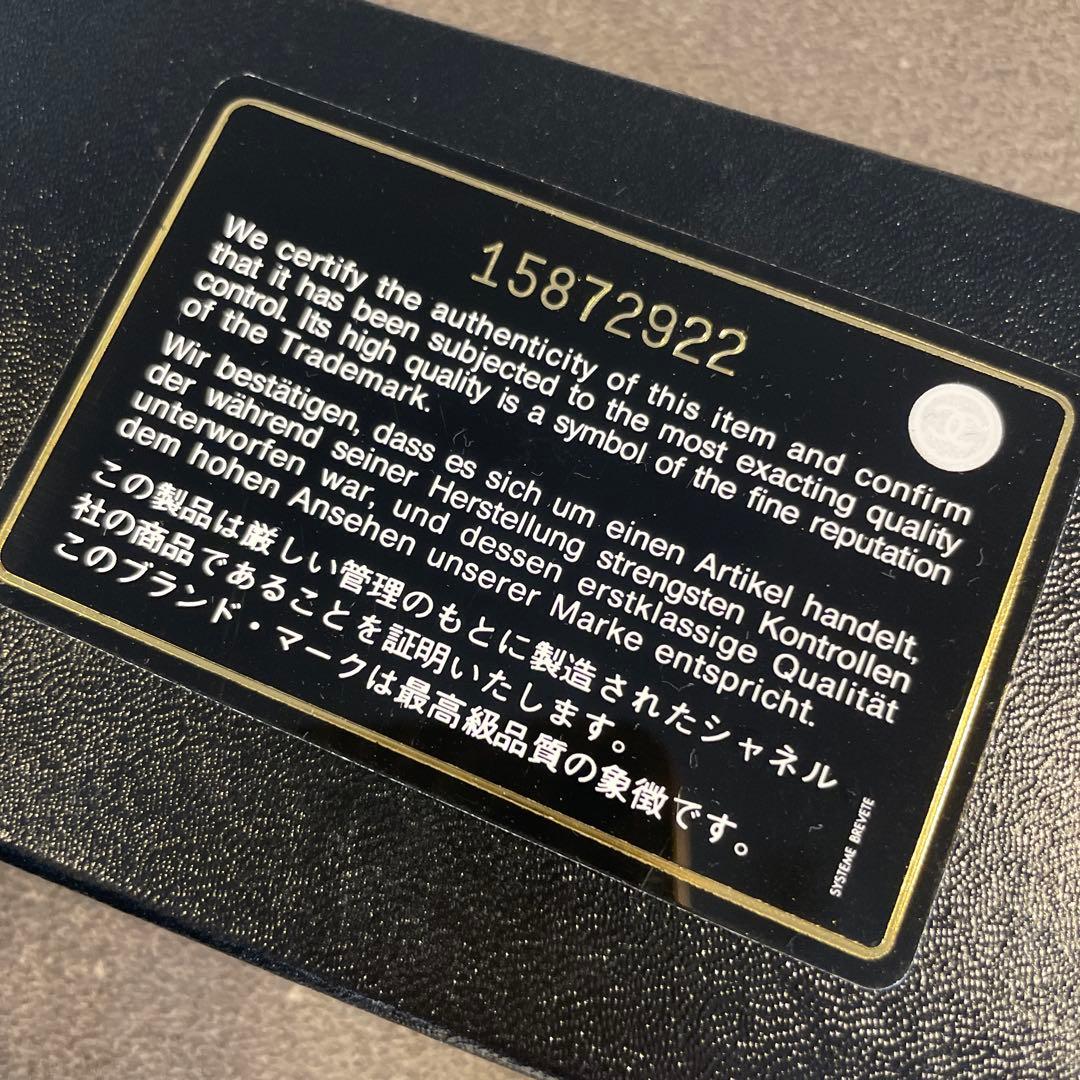 15872922
We certify the authenticity of this item and confirm
that it has been subjected to the most exacting quality
control. Its high quality is a symbol of the fine reputation
of the Trademark.
Wir bestätigen, dass es sich um einen Artikel handelt,
der während seiner Herstellung strengsten Kontrollen
unterworfen war, und dessen erstklassige Qualität
dem hohen Ansehen unserer Marke entspricht.
この製品は厳しい管理のもとに製造されたシャネル
社の商品であることを証明いたします。
このブランド・マークは最高級品質の象徴です。
SYSTEME BREVETE